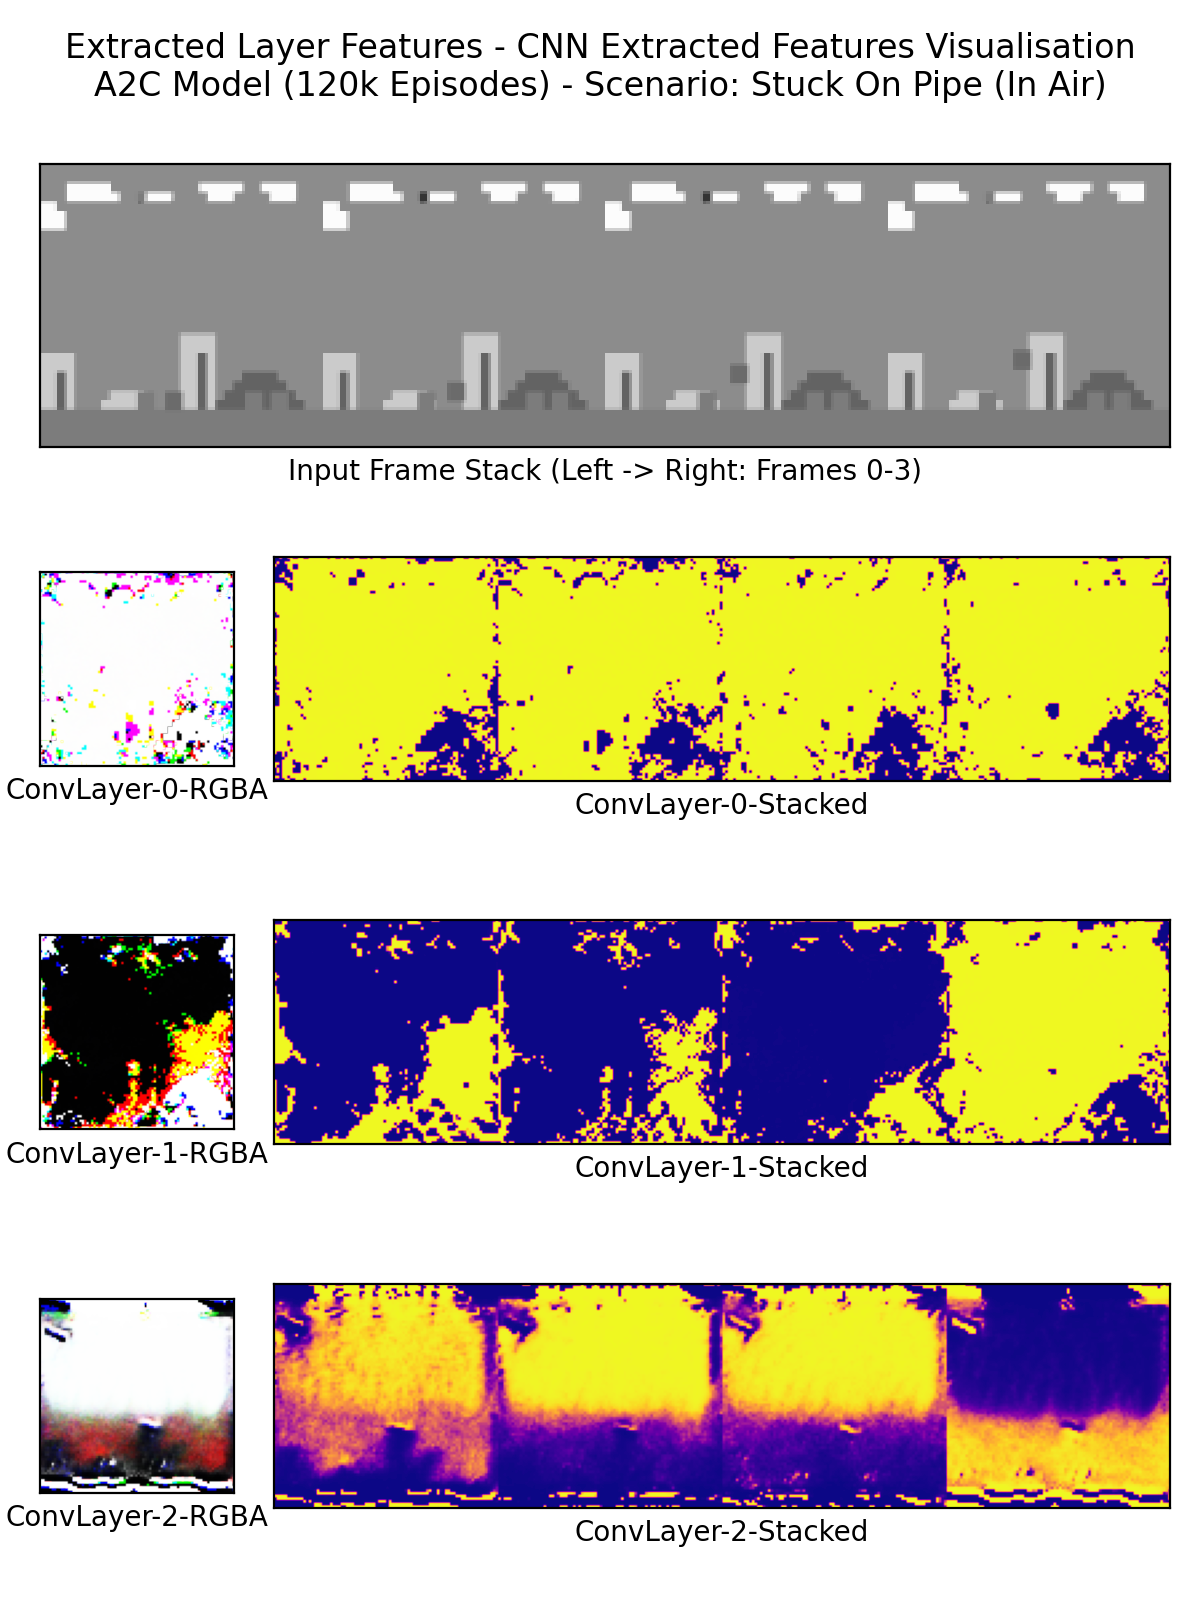 Extracted Layer Features - CNN Extracted Features Visualisation
A2C Model (120k Episodes) - Scenario: Stuck On Pipe (In Air)
Input Frame Stack (Left -> Right: Frames 0-3)
ConvLayer-0-RGBA
ConvLayer-0-Stacked
ConvLayer-1-RGBA
ConvLayer-1-Stacked
ConvLayer-2-RGBA
ConvLayer-2-Stacked